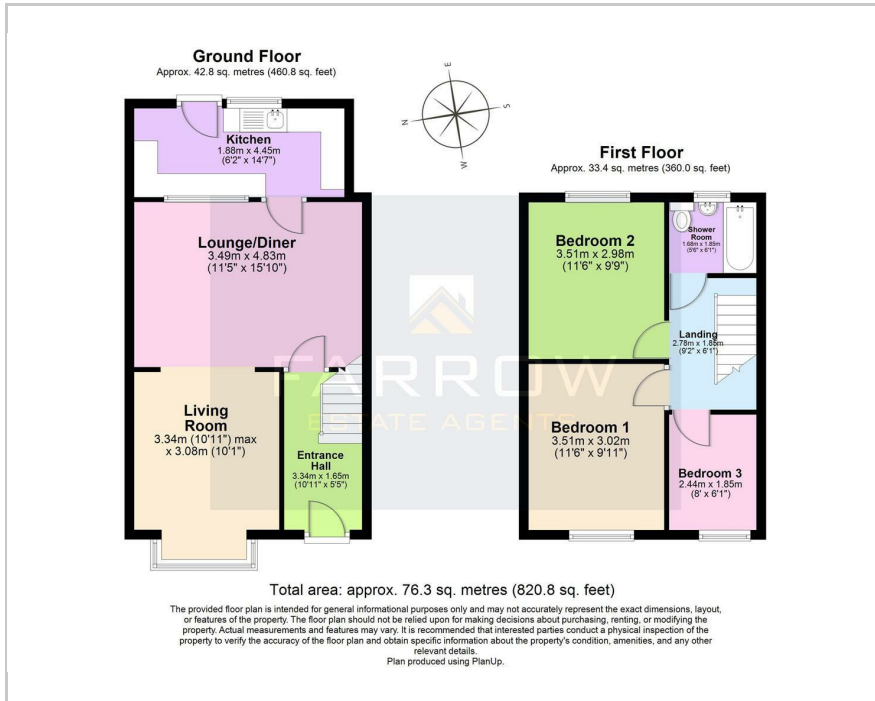 Ground Floor
Approx. 42.8 sq. metres (460.8 sq. feet)
Kitchen
1.88m x 4.45m
(6'2" x 14'7")
Lounge/Diner
3.49m x 4.83m
(11'5" x 15'10")
Living
Room
3.34m (10'11") max
x 3.08m (10'1")
Entrance
Hall
3.34m x 1.65m
(10'11" x 5'5")
E
N
S
W
First Floor
Approx. 33.4 sq. metres (360.0 sq. feet)
Bedroom 2
3.51m x 2.98m
(11'6" x 9'9")
Shower
Room
1.68m x 1.85m
(5'6" x 6'1")
Landing
2.78m x 1.85m
(9'2" x 6'1")
Bedroom 1
3.51m x 3.02m
(11'6" x 9'11")
Bedroom 3
2.44m x 1.85m
(8' x 6'1")
FARROW
ESTATE AGENTS
Total area: approx. 76.3 sq. metres (820.8 sq. feet)
The provided floor plan is intended for general informational purposes only and may not accurately represent the exact dimensions, layout,
or features of the property. The floor plan should not be relied upon for making decisions about purchasing, renting, or modifying the
property. Actual measurements and features may vary. It is recommended that interested parties conduct a physical inspection of the
property to verify the accuracy of the floor plan and obtain specific information about the property's condition, amenities, and any other
relevant details.
Plan produced using PlanUp.